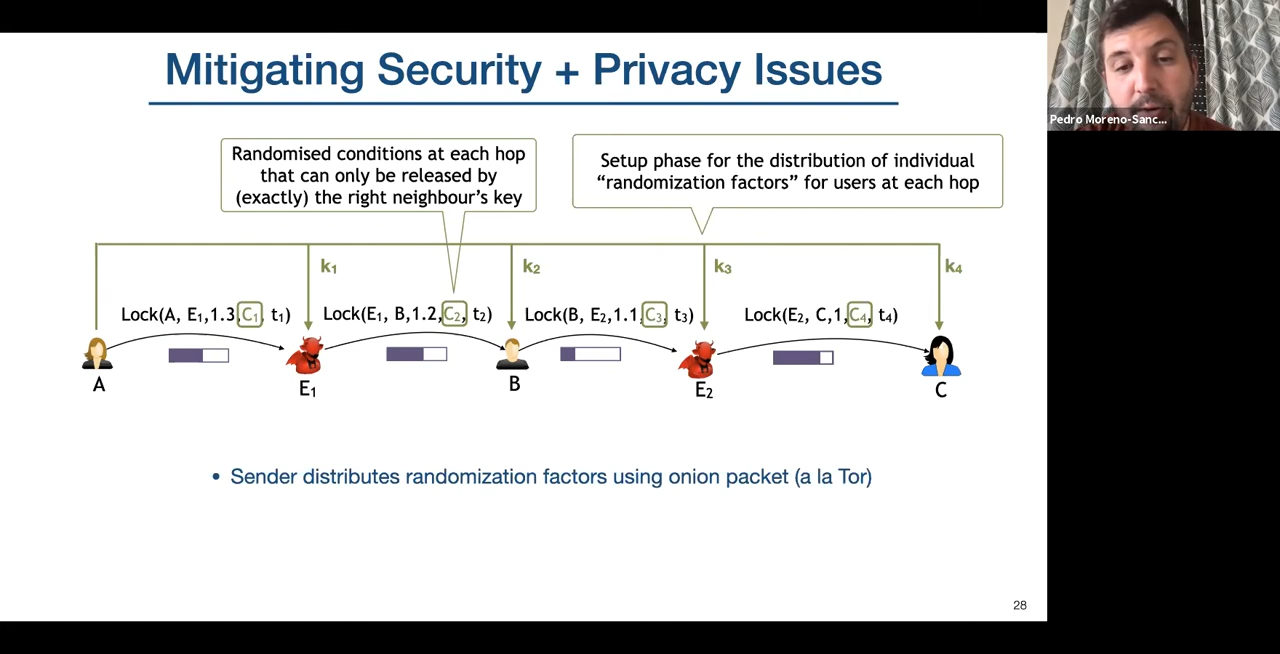 Mitigating Security + Privacy Issues
Pedro Moreno-Sanc...
Randomised conditions at each hop
that can only be released by
(exactly) the right neighbour's key
Setup phase for the distribution of individual
“randomization factors” for users at each hop
k₁
k₂
k₃
k₄
Lock(A, E₁,1.3,C₁, t₁)
Lock(E₁, B,1.2,C₂, t₂)
Lock(B, E₂,1.1,C₃, t₃)
Lock(E₂, C,1,C₄, t₄)
A
E₁
B
E₂
C
• Sender distributes randomization factors using onion packet (a la Tor)
28